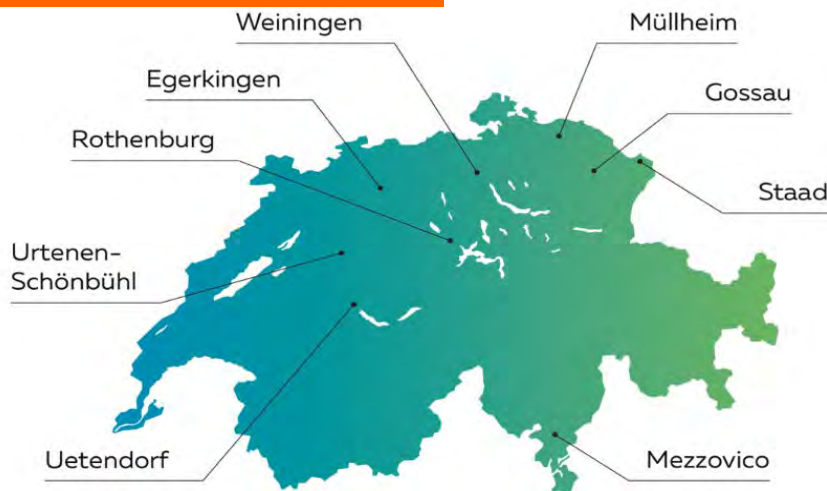 Weiningen
Müllheim
Egerkingen
Gossau
Rothenburg
Staad
Urtenen-
Schönbühl
Uetendorf
Mezzovico